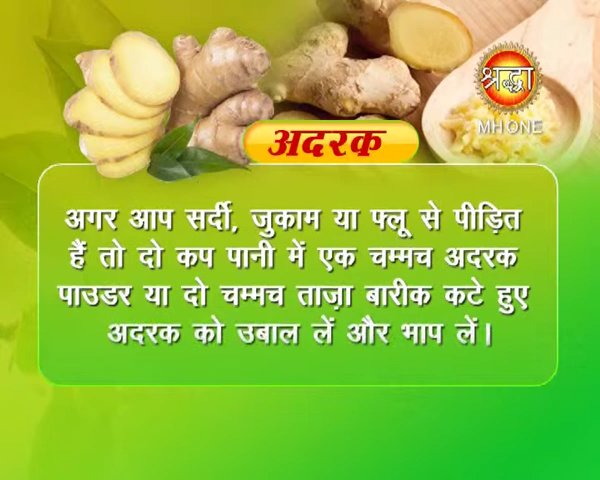 श्रद्धा
MH ONE
अदरक
अगर आप सर्दी, जुकाम या फ्लू से पीड़ित
हैं तो दो कप पानी में एक चम्मच अदरक
पाउडर या दो चम्मच ताज़ा बारीक कटे हुए
अदरक को उबाल लें और भाप लें।